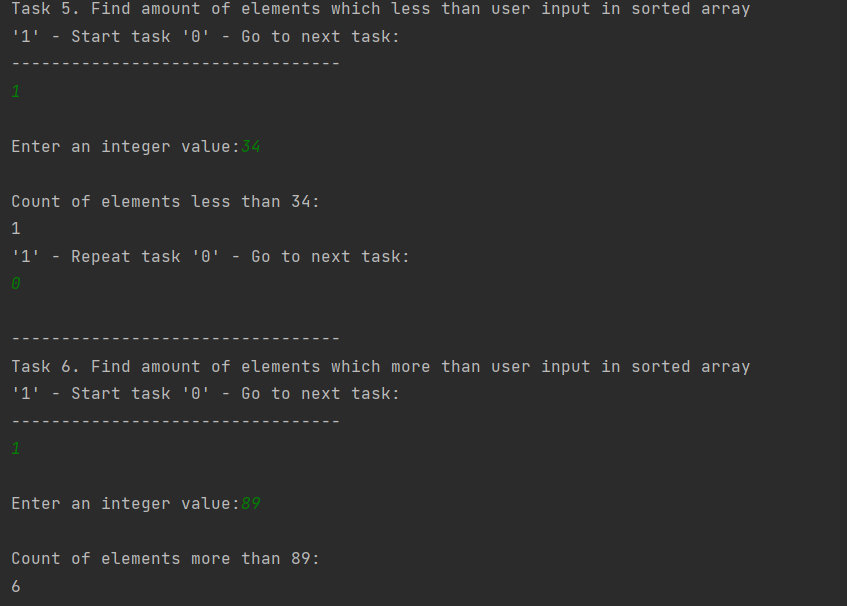 Task 5. Find amount of elements which less than user input in sorted array
'1' - Start task '0' - Go to next task:
---------------------------------
1
Enter an integer value:34
Count of elements less than 34:
1
'1' - Repeat task '0' - Go to next task:
0
---------------------------------
Task 6. Find amount of elements which more than user input in sorted array
'1' - Start task '0' - Go to next task:
---------------------------------
1
Enter an integer value:89
Count of elements more than 89:
6